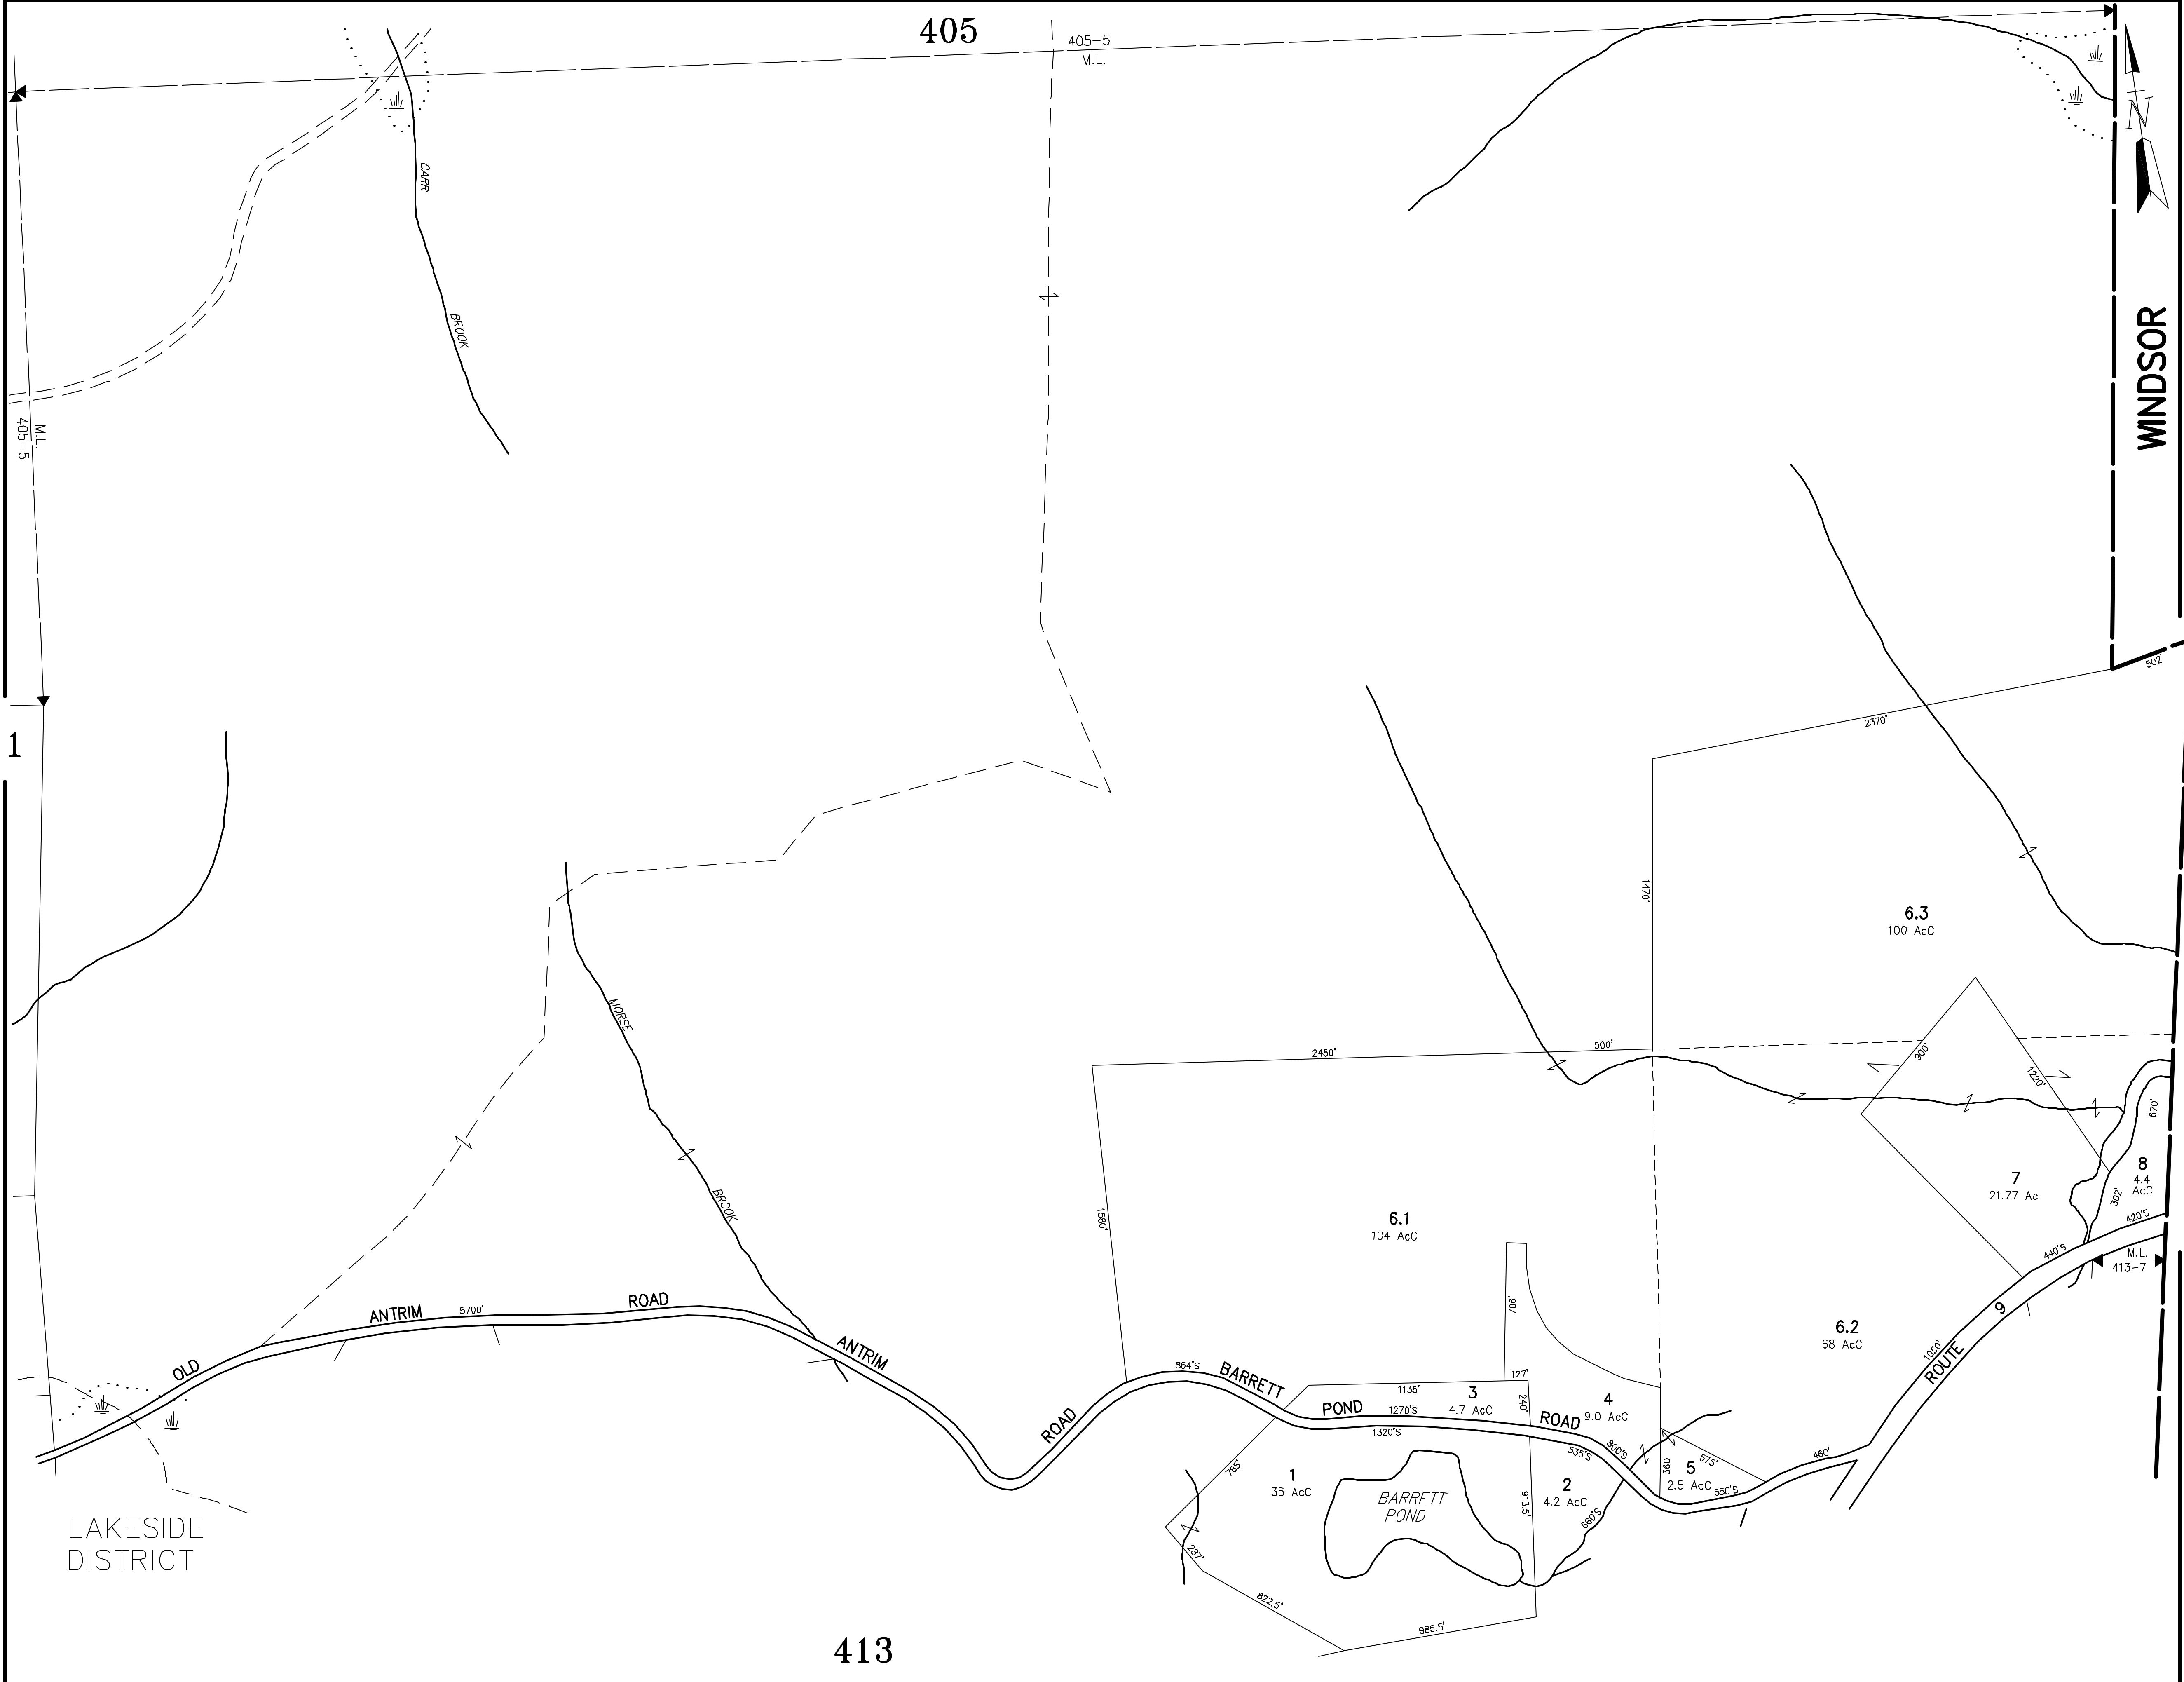 405
405-5
M.L.
N
CARR
BROOK
WINDSOR
M.L.
405-5
502'
2370'
1
1470'
6.3
100 AcC
MORSE
BROOK
2450'
500'
900'
1220'
670'
1580'
6.1
104 AcC
7
21.77 Ac
8
4.4
AcC
302'
420'S
440'S
M.L.
413-7
706'
6.2
68 AcC
ROUTE 9
1050'
OLD ANTRIM ROAD
5700'
ANTRIM ROAD
864'S
BARRETT POND ROAD
1135'
127'
3
4.7 AcC
240'
4
9.0 AcC
1270'S
1320'S
535'S
800'S
460'
575'
360'
5
2.5 AcC
550'S
785'
1
35 AcC
BARRETT
POND
913.5'
2
4.2 AcC
660'S
287'
822.5'
985.5'
LAKESIDE
DISTRICT
413